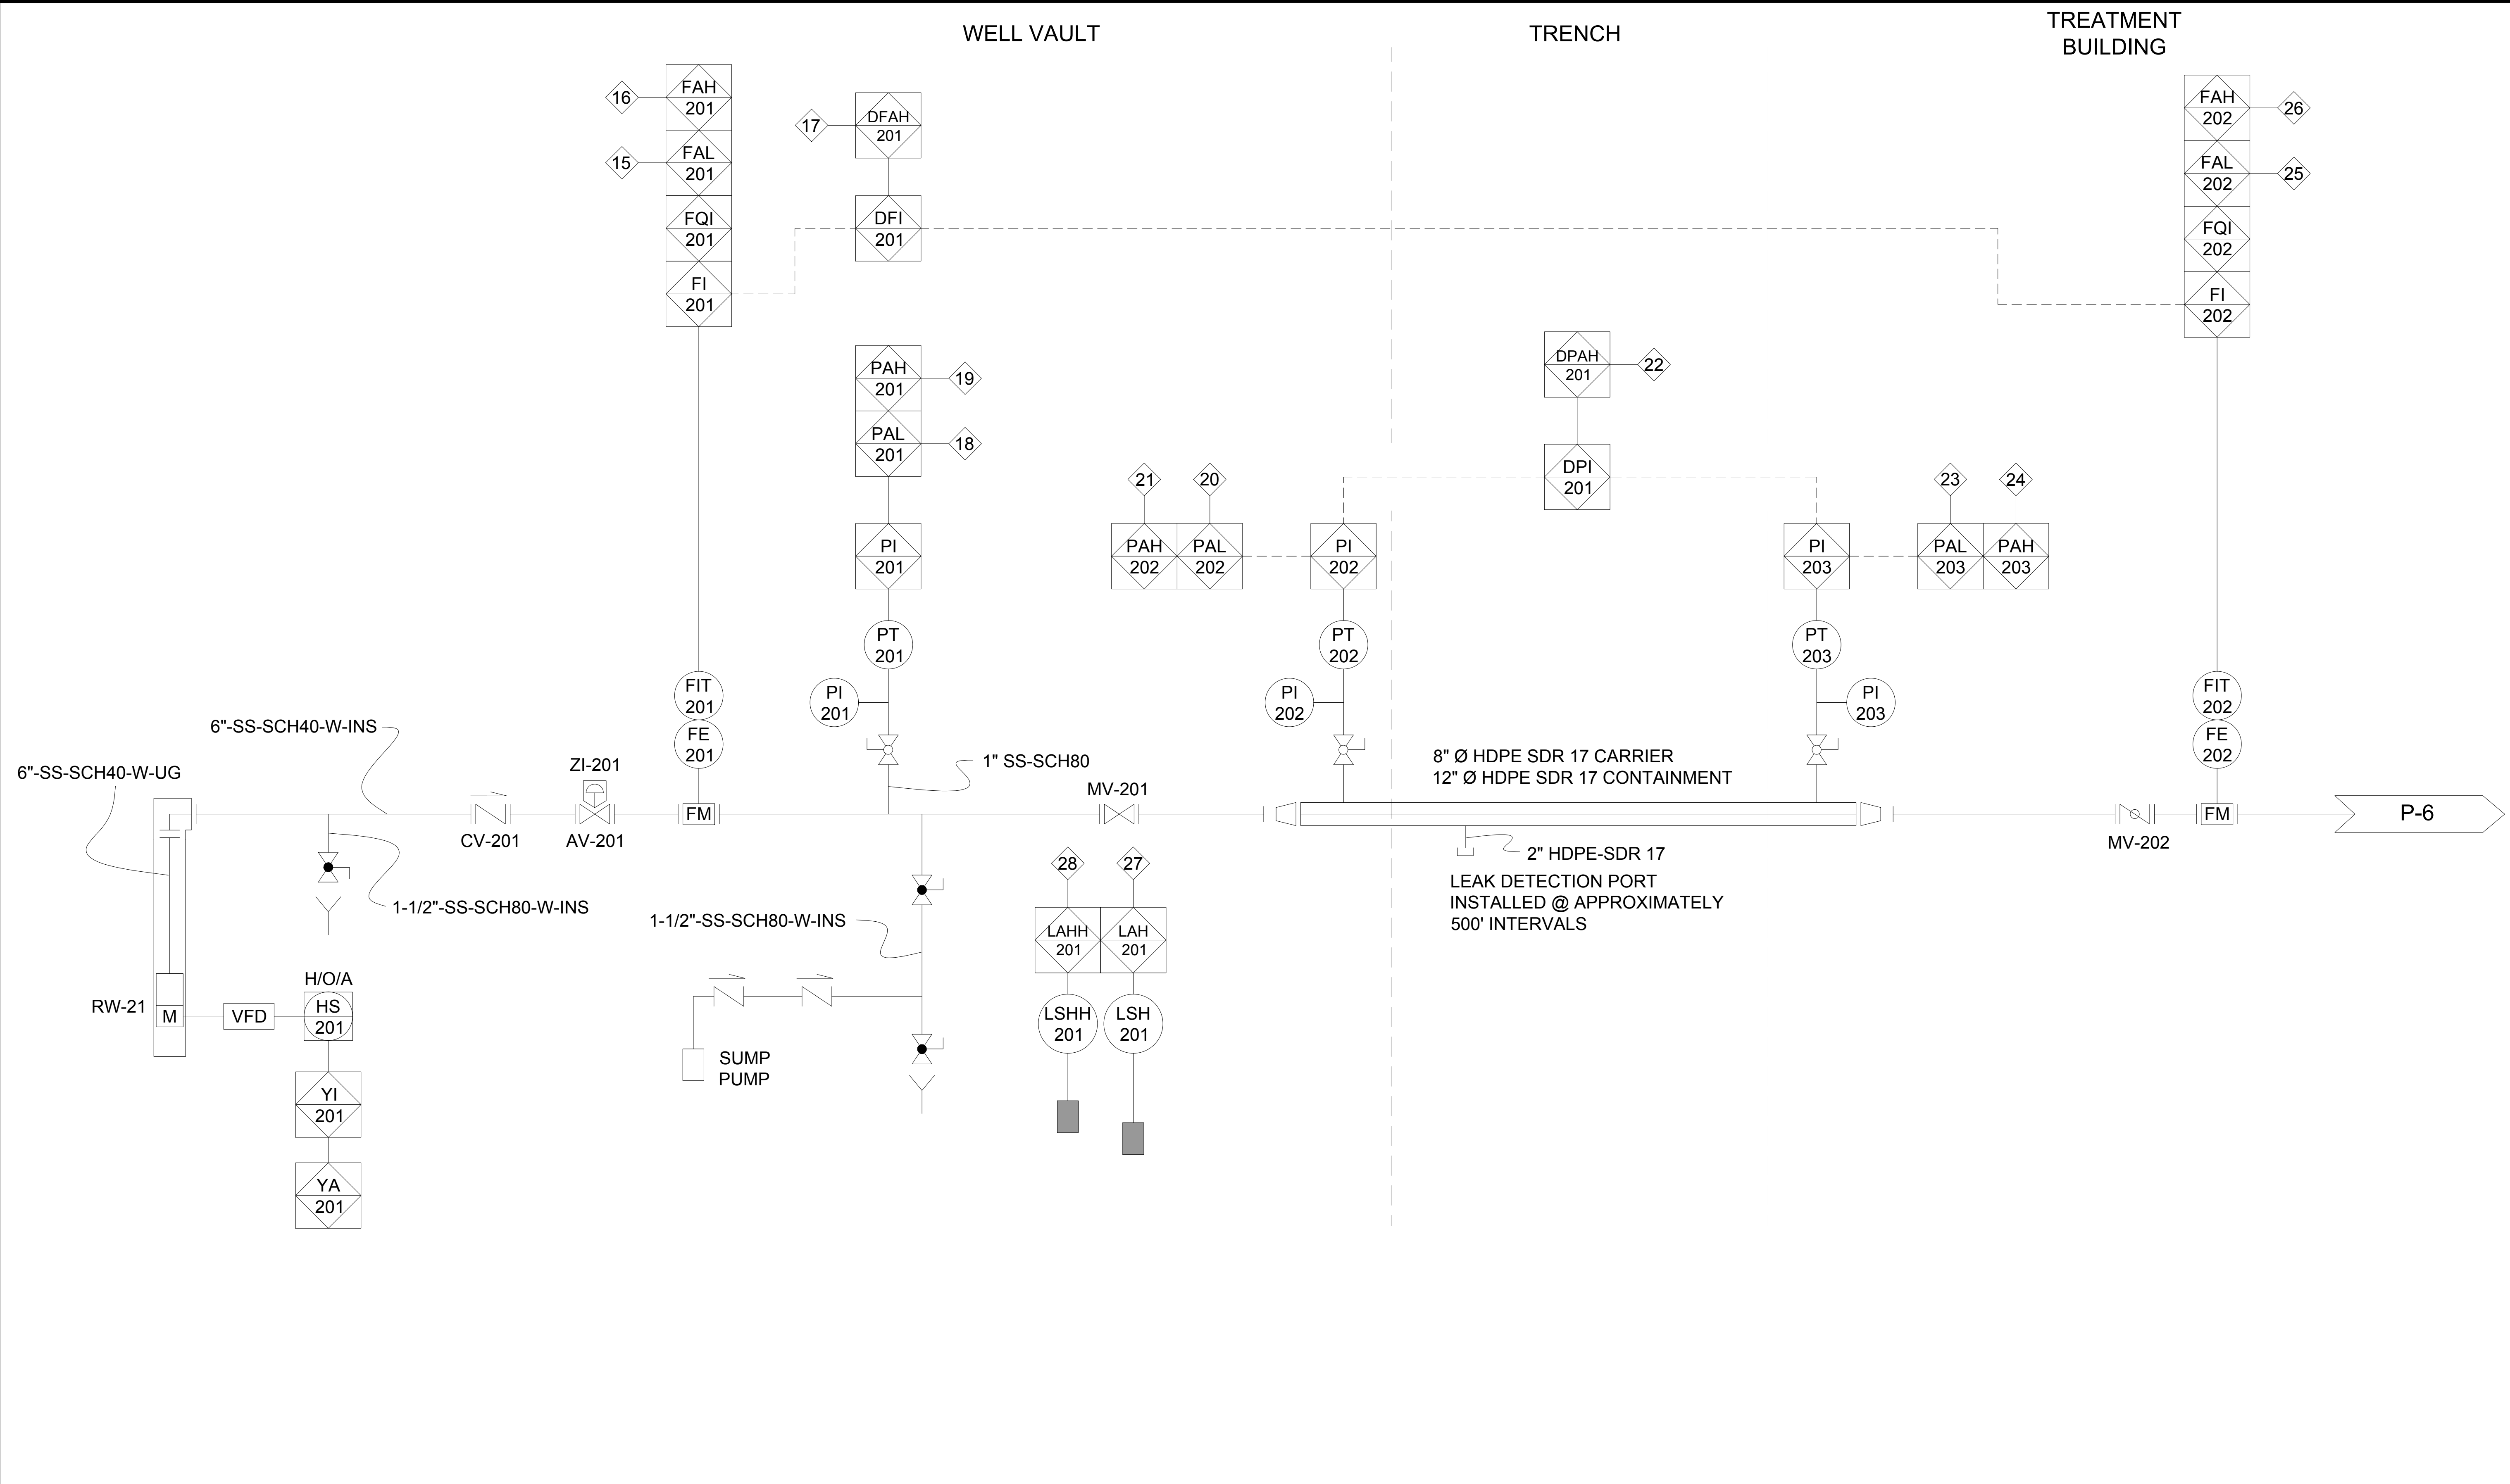 WELL VAULT
TRENCH
TREATMENT
BUILDING
16
FAH
201
15
FAL
201
FQI
201
FI
201
17
DFAH
201
DFI
201
FAH
202
26
FAL
202
25
FQI
202
FI
202
PAH
201
19
PAL
201
18
PI
201
DPAH
201
22
DPI
201
21
20
PAH
202
PAL
202
PI
202
PI
203
23
24
PAL
203
PAH
203
PT
201
PI
201
PT
202
PI
202
PT
203
PI
203
FIT
201
FE
201
FIT
202
FE
202
6"-SS-SCH40-W-INS
6"-SS-SCH40-W-UG
ZI-201
CV-201
AV-201
FM
1" SS-SCH80
MV-201
8" Ø HDPE SDR 17 CARRIER
12" Ø HDPE SDR 17 CONTAINMENT
2" HDPE-SDR 17
LEAK DETECTION PORT
INSTALLED @ APPROXIMATELY
500' INTERVALS
MV-202
FM
P-6
1-1/2"-SS-SCH80-W-INS
1-1/2"-SS-SCH80-W-INS
28
27
LAHH
201
LAH
201
LSHH
201
LSH
201
RW-21
M
VFD
H/O/A
HS
201
YI
201
YA
201
SUMP
PUMP